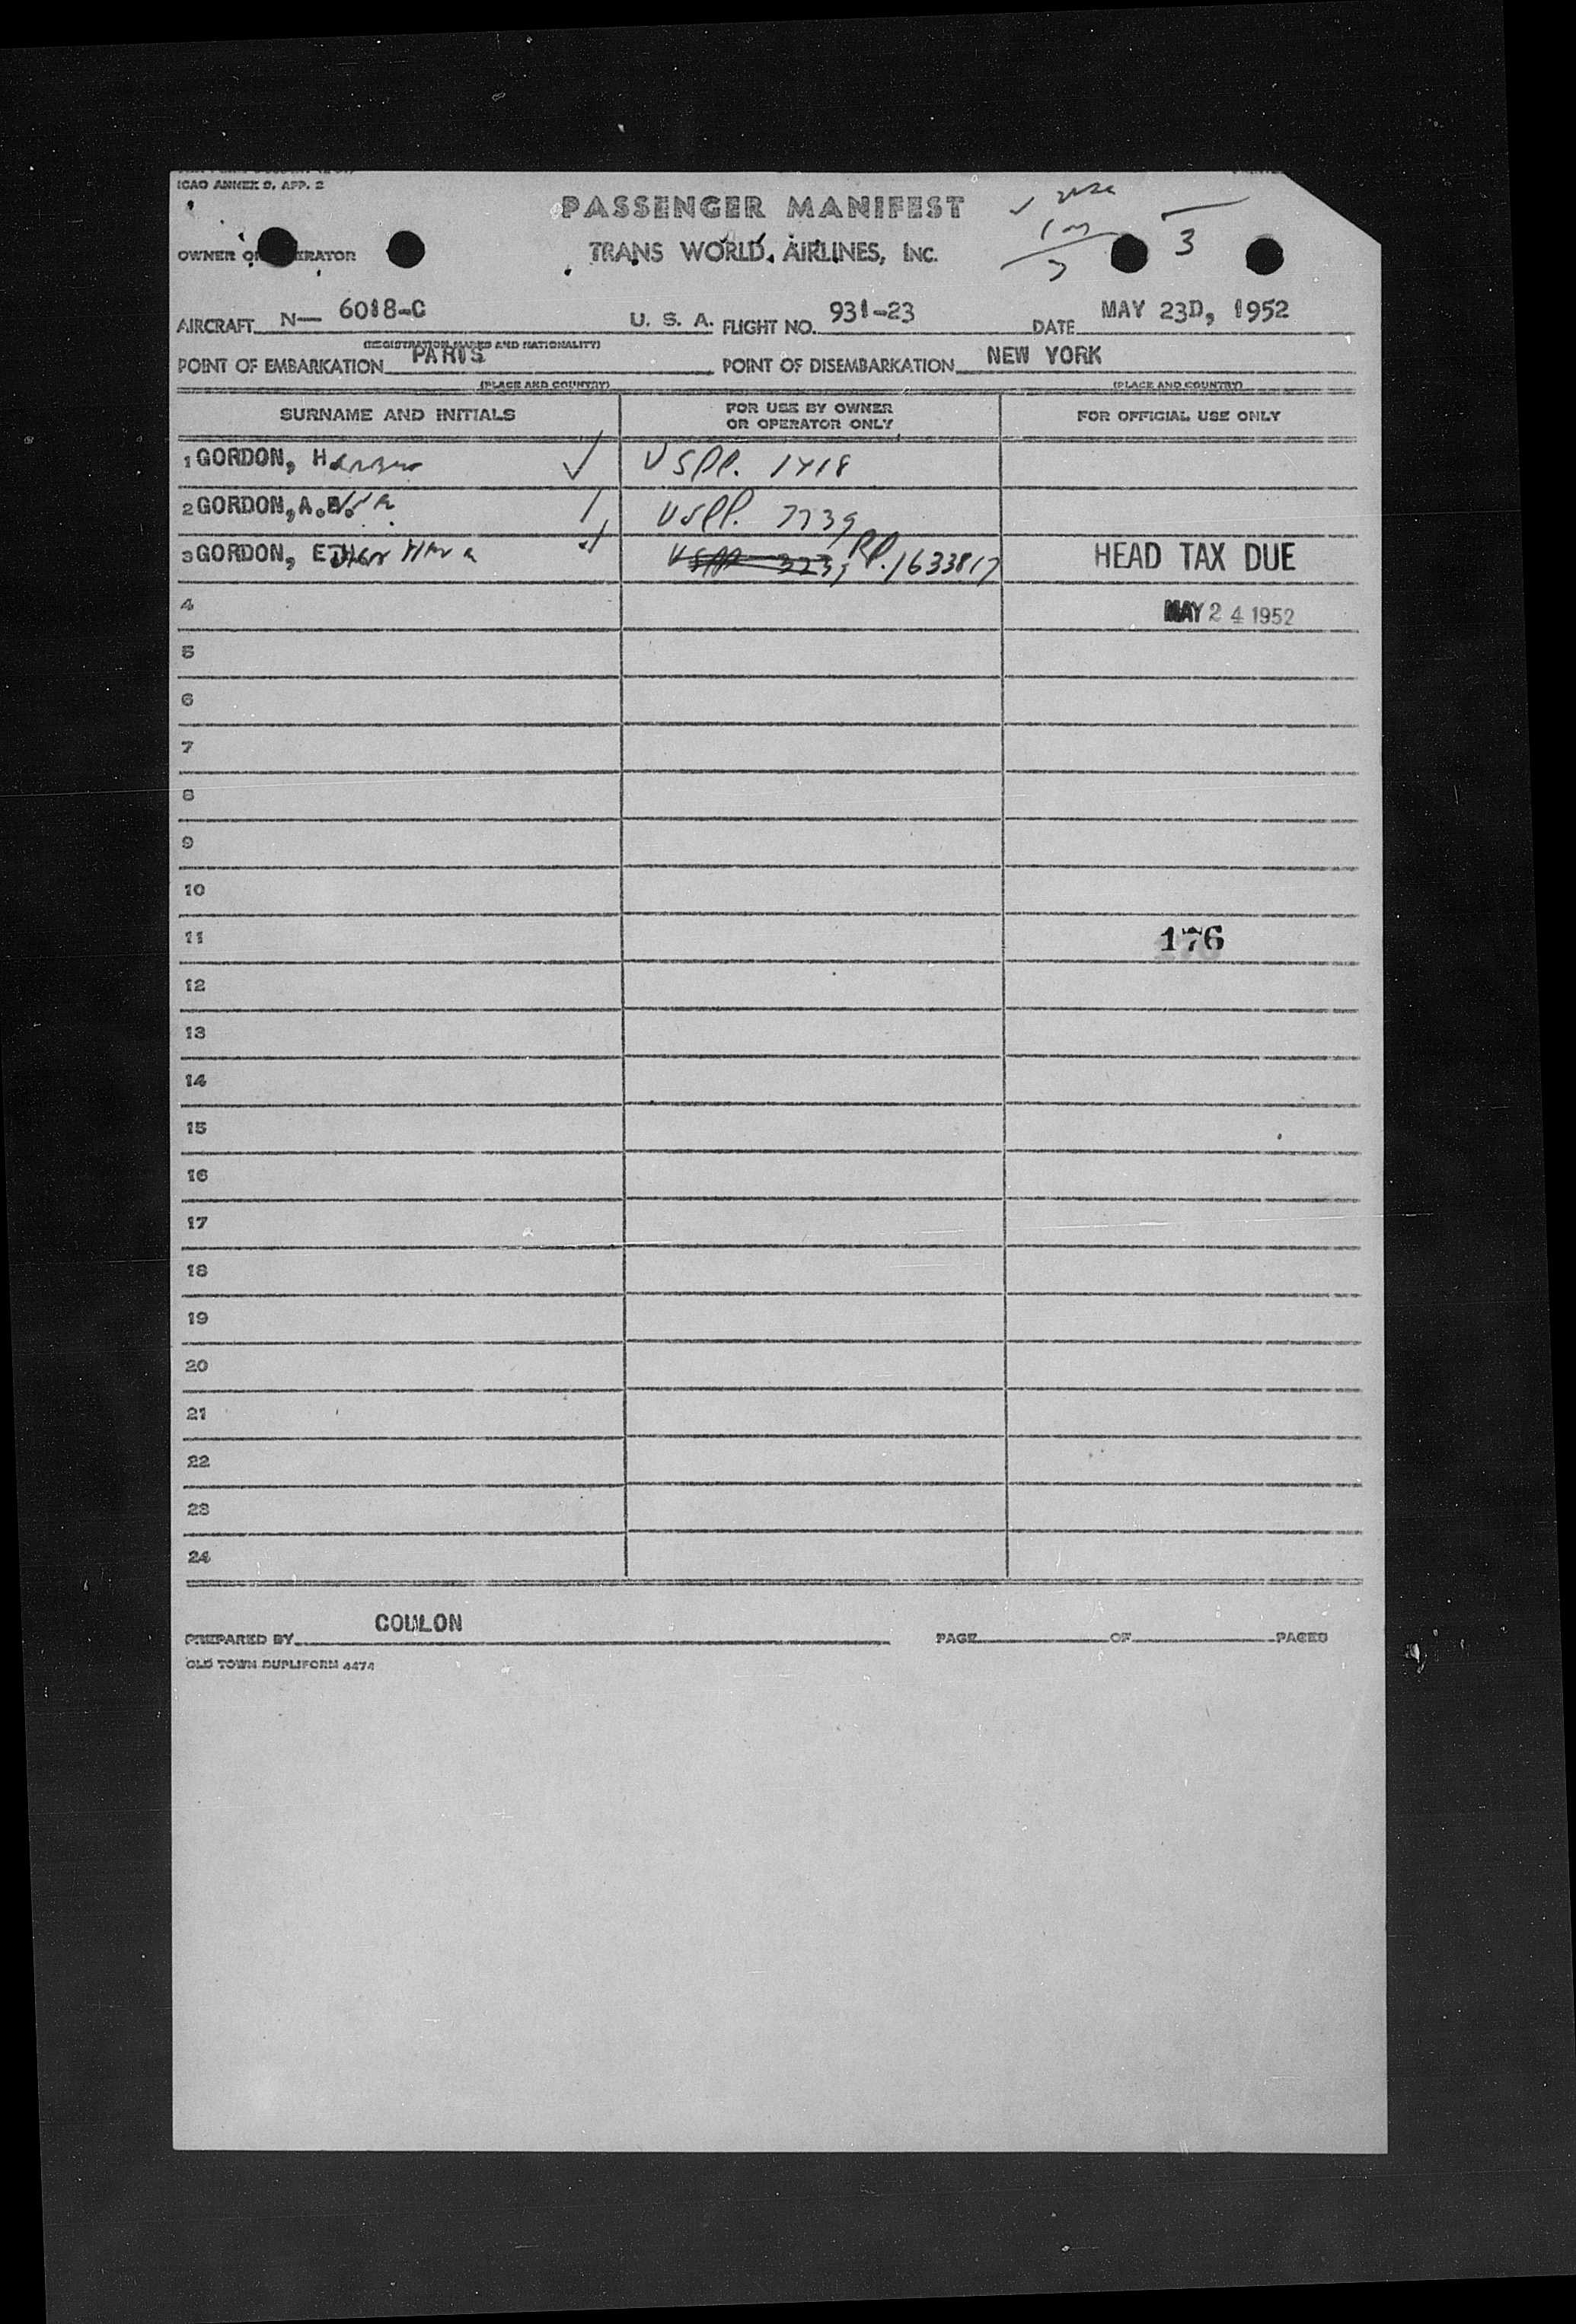 ICAO ANNEX 9, APP. 2
PASSENGER MANIFEST
3
OWNER OR OPERATOR
TRANS WORLD AIRLINES, INC.
AIRCRAFT N— 6018-C U. S. A. FLIGHT NO. 931-23 DATE MAY 23D, 1952
(REGISTRATION MARKS AND NATIONALITY)
POINT OF EMBARKATION PARIS POINT OF DISEMBARKATION NEW YORK
(PLACE AND COUNTRY) (PLACE AND COUNTRY)
SURNAME AND INITIALS FOR USE BY OWNER OR OPERATOR ONLY FOR OFFICIAL USE ONLY
1 GORDON, H USPP. 1418
2 GORDON, A.B. USPP.
3 GORDON, E RP. 1633817 HEAD TAX DUE
4 MAY 24 1952
5
6
7
8
9
10
11 176
12
13
14
15
16
17
18
19
20
21
22
23
24
PREPARED BY COULON PAGE OF PAGES
OLD TOWN DUPLIFORM 4474